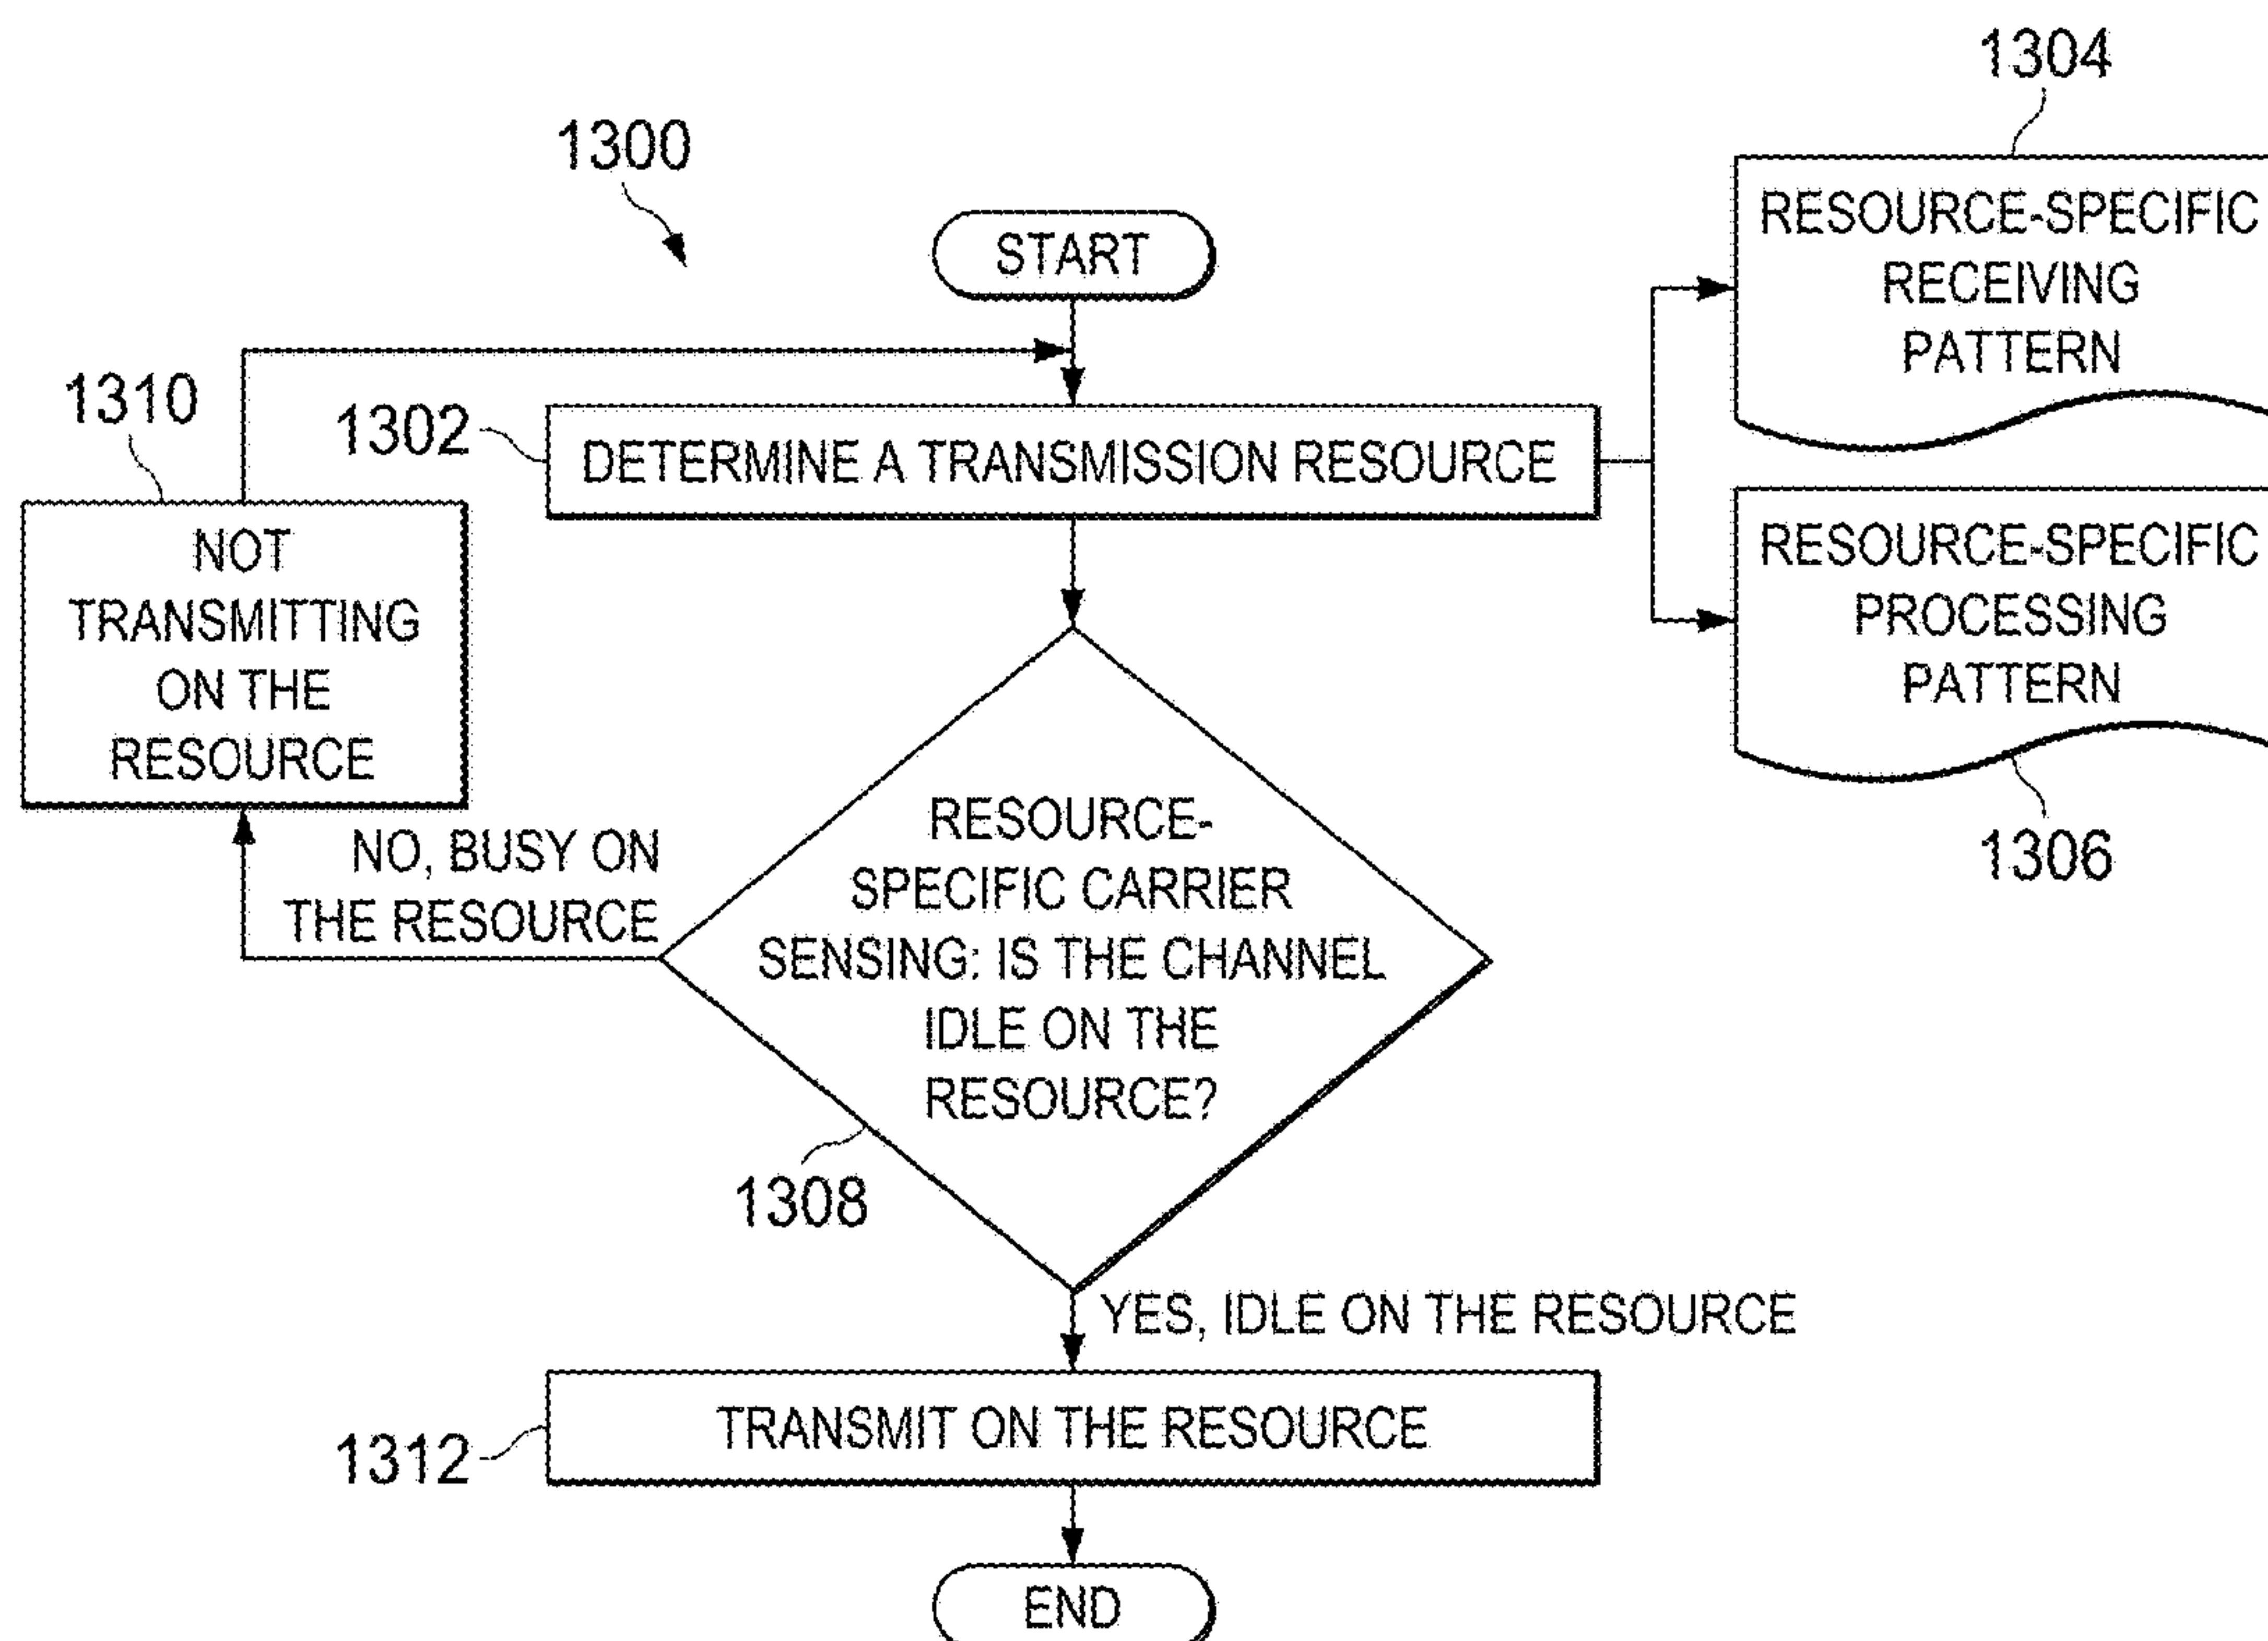 1304
1300
START
RESOURCE-SPECIFIC
RECEIVING
PATTERN
1310
1302
DETERMINE A TRANSMISSION RESOURCE
NOT
TRANSMITTING
ON THE
RESOURCE
RESOURCE-SPECIFIC
PROCESSING
PATTERN
1306
NO, BUSY ON
THE RESOURCE
RESOURCE-
SPECIFIC CARRIER
SENSING: IS THE CHANNEL
IDLE ON THE
RESOURCE?
1308
YES, IDLE ON THE RESOURCE
TRANSMIT ON THE RESOURCE
1312
END